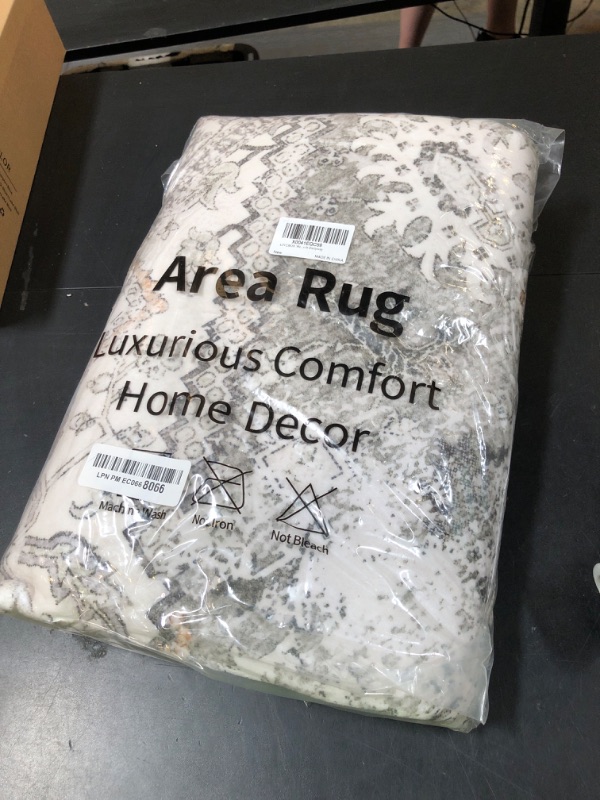 New
MADE IN CHINA
Area Rug
Luxurious Comfort
Home Decor
LPN PM EC066 8066
Machine Wash
Not Iron
Not Bleach